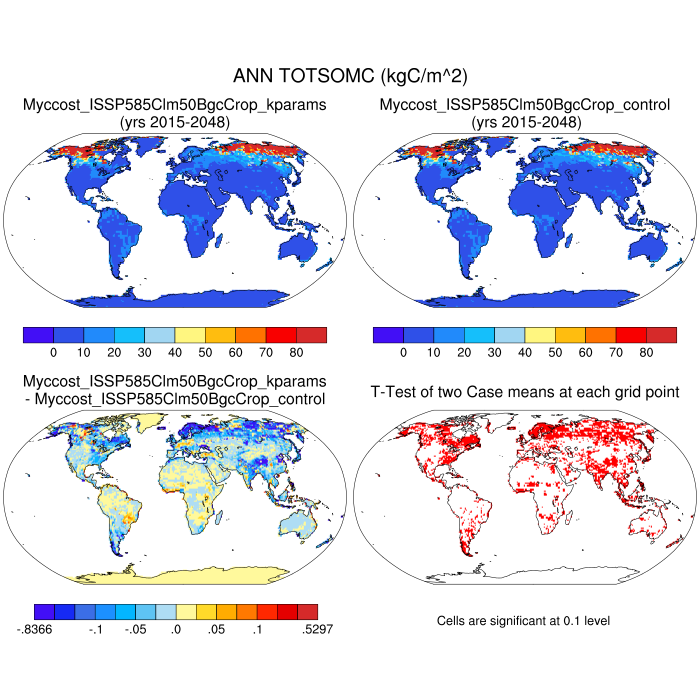 ANN TOTSOMC (kgC/m^2)
Myccost_ISSP585Clm50BgcCrop_kparams
(yrs 2015-2048)
Myccost_ISSP585Clm50BgcCrop_control
(yrs 2015-2048)
0 10 20 30 40 50 60 70 80
0 10 20 30 40 50 60 70 80
Myccost_ISSP585Clm50BgcCrop_kparams
- Myccost_ISSP585Clm50BgcCrop_control
T-Test of two Case means at each grid point
-.8366 -.1 -.05 .0 .05 .1 .5297
Cells are significant at 0.1 level